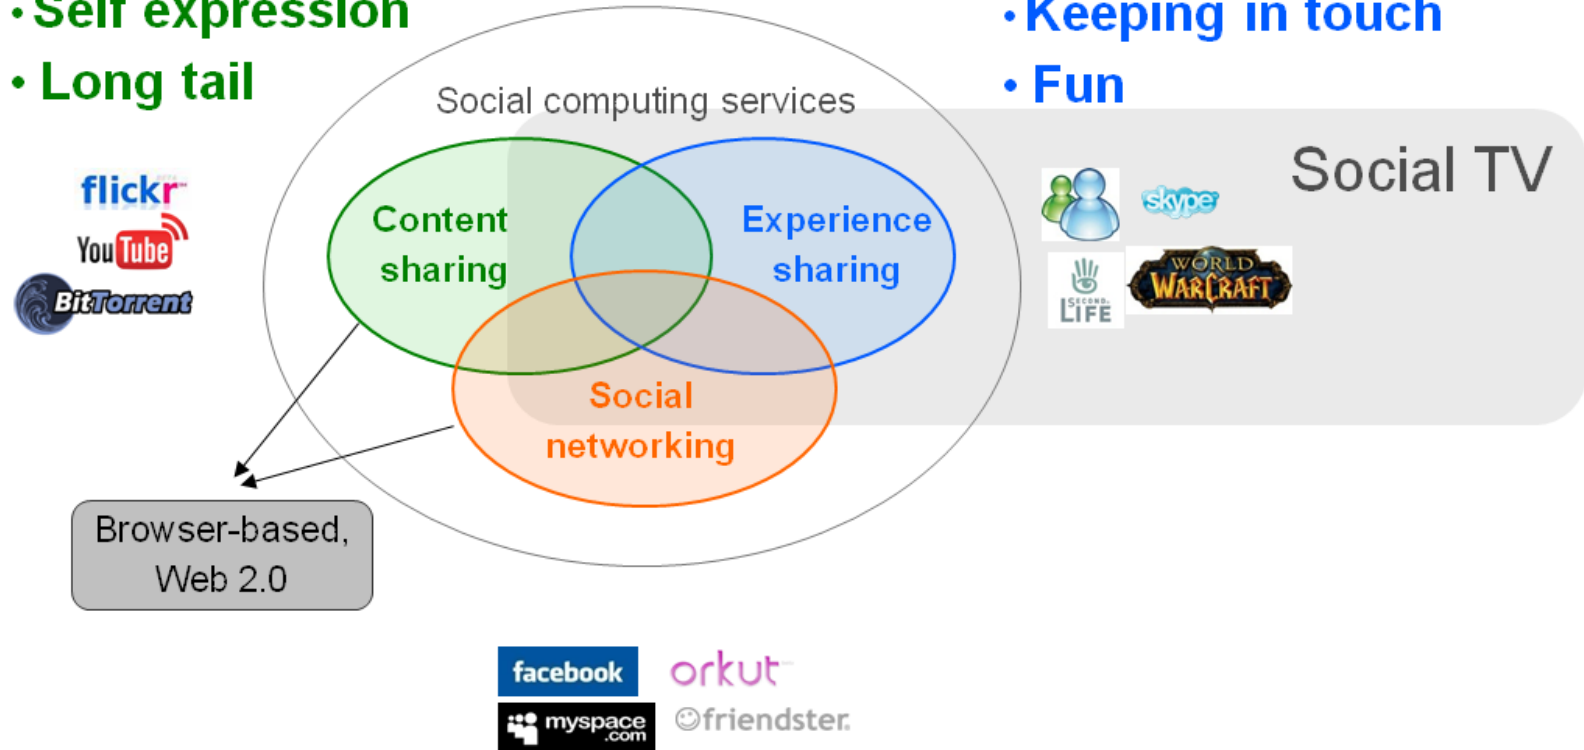 • Self expression
• Long tail
• Keeping in touch
• Fun
Social computing services
Social TV
flickr
YouTube
BitTorrent
Content
sharing
Experience
sharing
skype
WORLD
WARCRAFT
SECOND
LIFE
Social
networking
Browser-based,
Web 2.0
facebook
orkut
myspace
.com
friendster